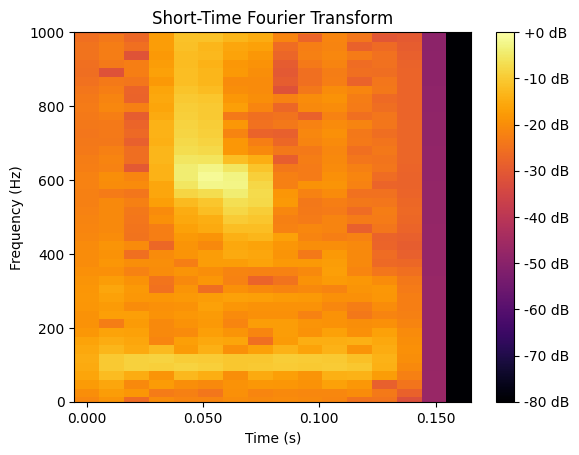 Short-Time Fourier Transform
1000
800
600
400
200
0
Frequency (Hz)
0.000
0.050
0.100
0.150
Time (s)
+0 dB
-10 dB
-20 dB
-30 dB
-40 dB
-50 dB
-60 dB
-70 dB
-80 dB